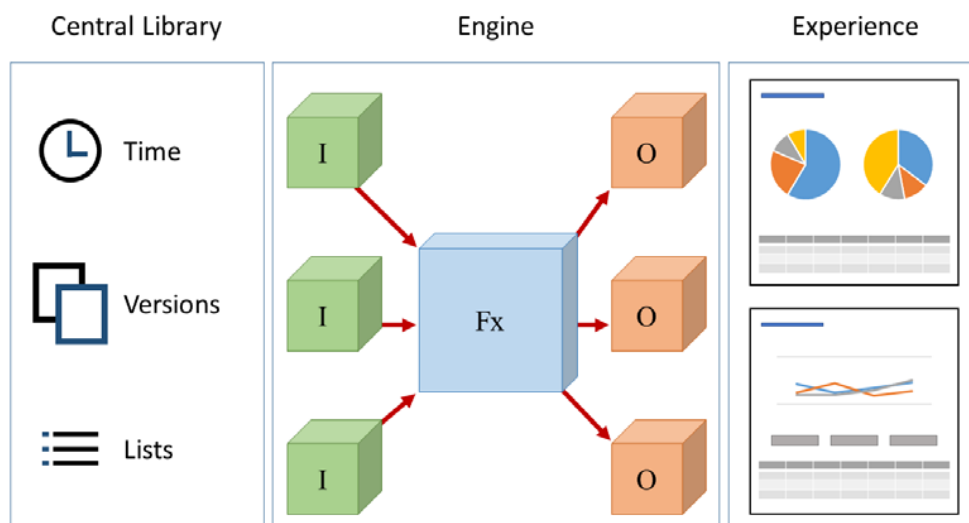 Central Library
Engine
Experience
Time
Versions
Lists
I
I
I
Fx
O
O
O